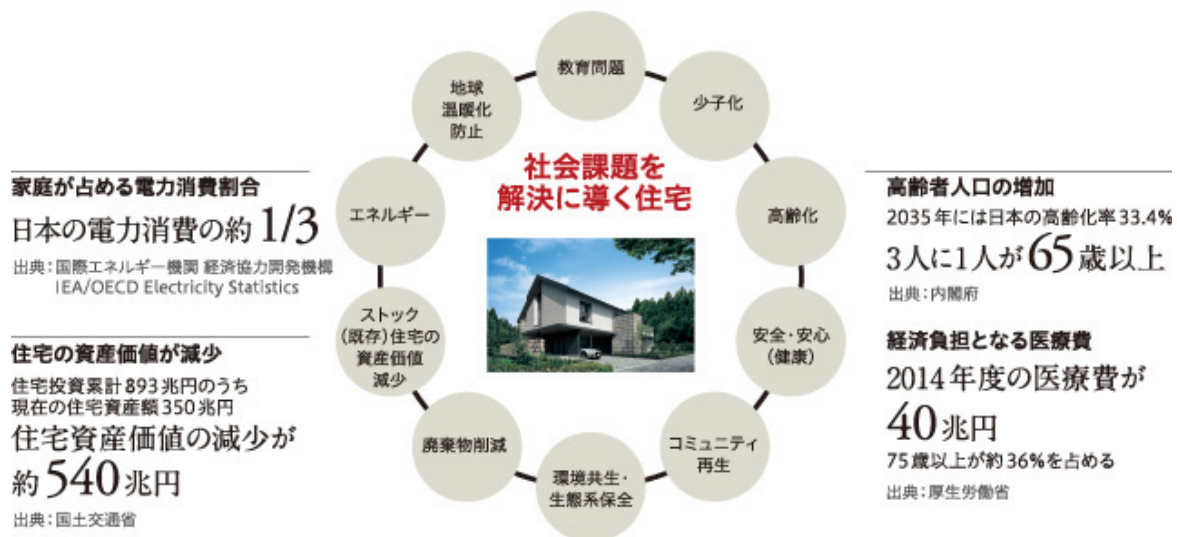 教育問題
少子化
高齢化
安全・安心
(健康)
コミュニティ
再生
環境共生・
生態系保全
廃棄物削減
ストック
(既存)住宅の
資産価値
減少
エネルギー
地球
温暖化
防止
社会課題を
解決に導く住宅
家庭が占める電力消費割合
日本の電力消費の約1/3
出典:国際エネルギー機関 経済協力開発機構
IEA/OECD Electricity Statistics
住宅の資産価値が減少
住宅投資累計893兆円のうち
現在の住宅資産額350兆円
住宅資産価値の減少が
約540兆円
出典:国土交通省
高齢者人口の増加
2035年には日本の高齢化率33.4%
3人に1人が65歳以上
出典:内閣府
経済負担となる医療費
2014年度の医療費が
40兆円
75歳以上が約36%を占める
出典:厚生労働省